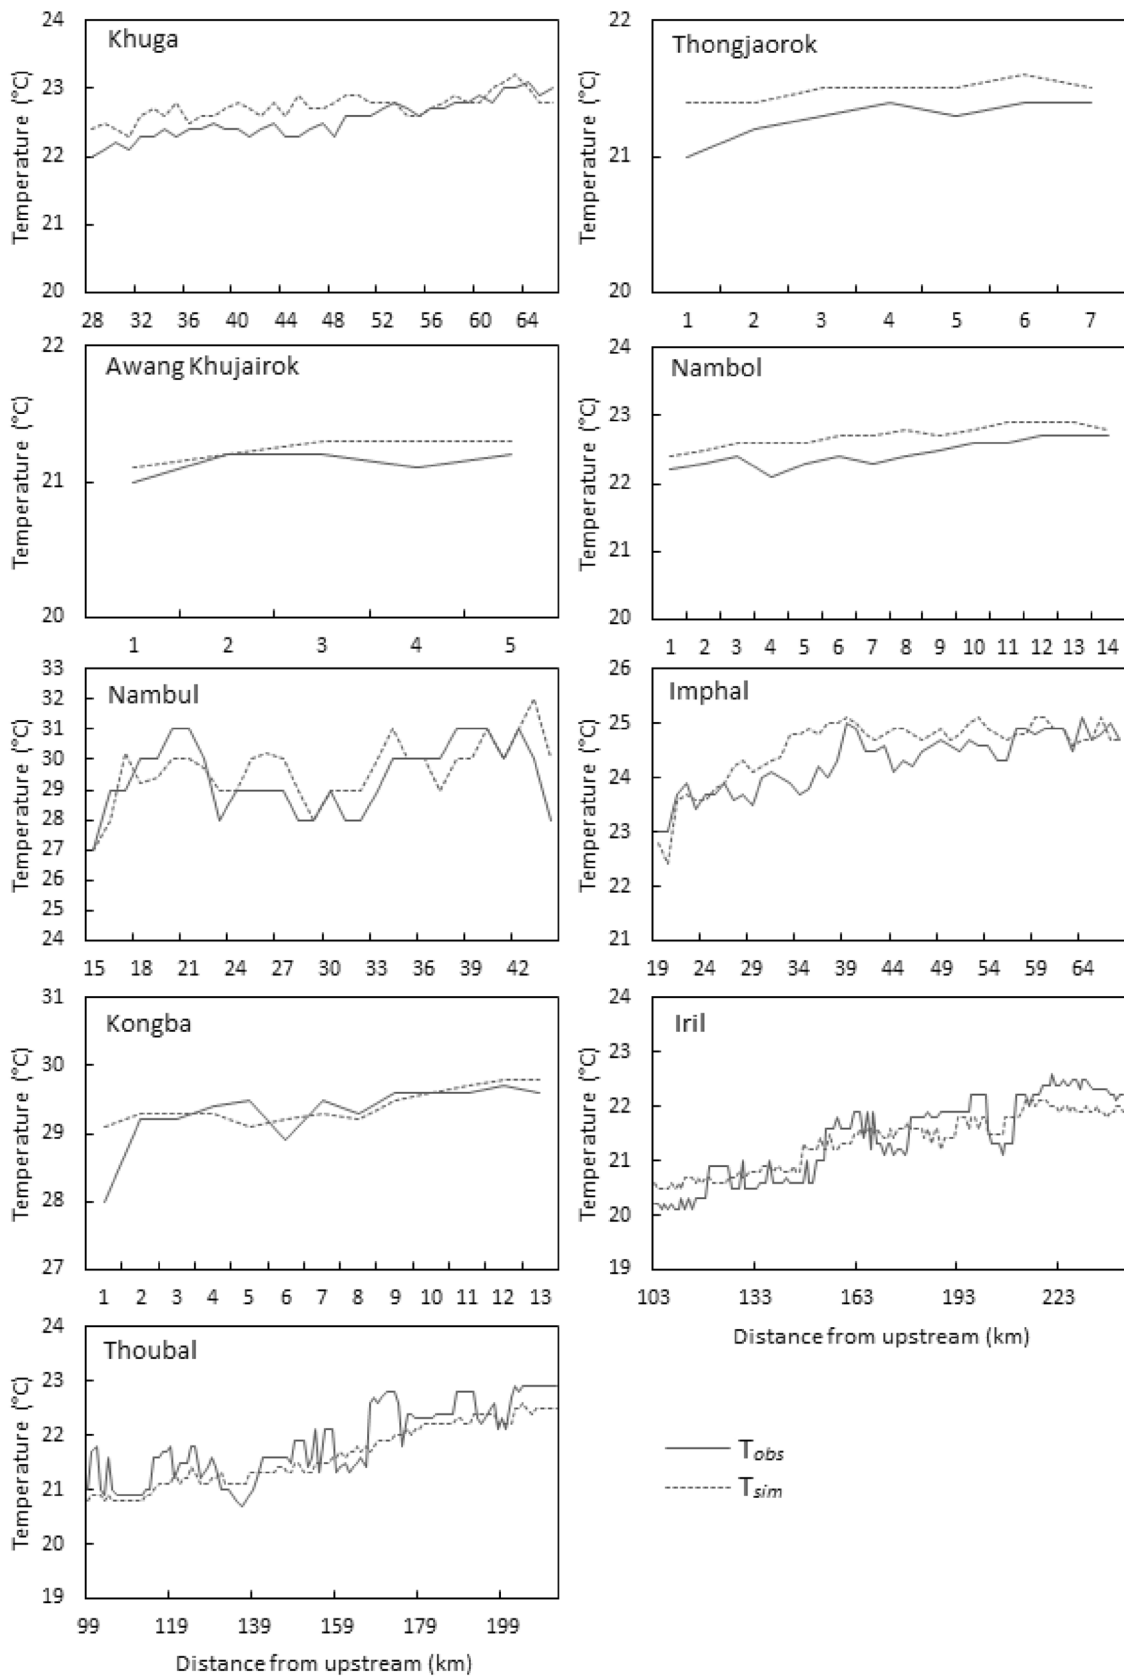 Khuga
Temperature (°C)
24
23
22
21
20
28 32 36 40 44 48 52 56 60 64
Thongjaorok
Temperature (°C)
22
21
20
1 2 3 4 5 6 7
Awang Khujairok
Temperature (°C)
22
21
20
1 2 3 4 5
Nambol
Temperature (°C)
24
23
22
21
20
1 2 3 4 5 6 7 8 9 10 11 12 13 14
Nambul
Temperature (°C)
33
32
31
30
29
28
27
26
25
24
15 18 21 24 27 30 33 36 39 42
Imphal
Temperature (°C)
26
25
24
23
22
21
19 24 29 34 39 44 49 54 59 64
Kongba
Temperature (°C)
31
30
29
28
27
1 2 3 4 5 6 7 8 9 10 11 12 13
Iril
Temperature (°C)
24
23
22
21
20
19
103 133 163 193 223
Distance from upstream (km)
Thoubal
Temperature (°C)
24
23
22
21
20
19
99 119 139 159 179 199
Distance from upstream (km)
Tobs
Tsim